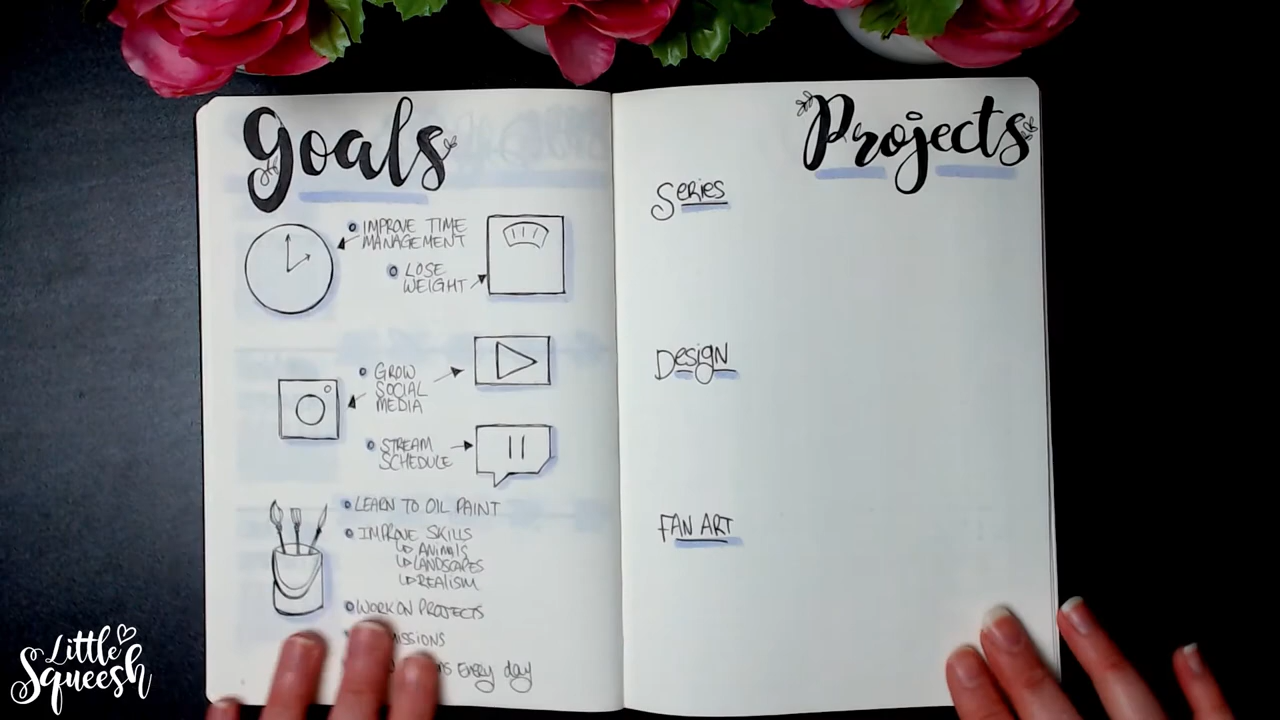 Goals
IMPROVE TIME
MANAGEMENT
LOSE
WEIGHT
GROW
SOCIAL
MEDIA
STREAM
SCHEDULE
LEARN TO OIL PAINT
IMPROVE SKILLS
ANIMALS
LANDSCAPES
REALISM
WORK ON PROJECTS
EVERY day
Projects
SERIES
DESIGN
FAN ART
Little
Squeesh